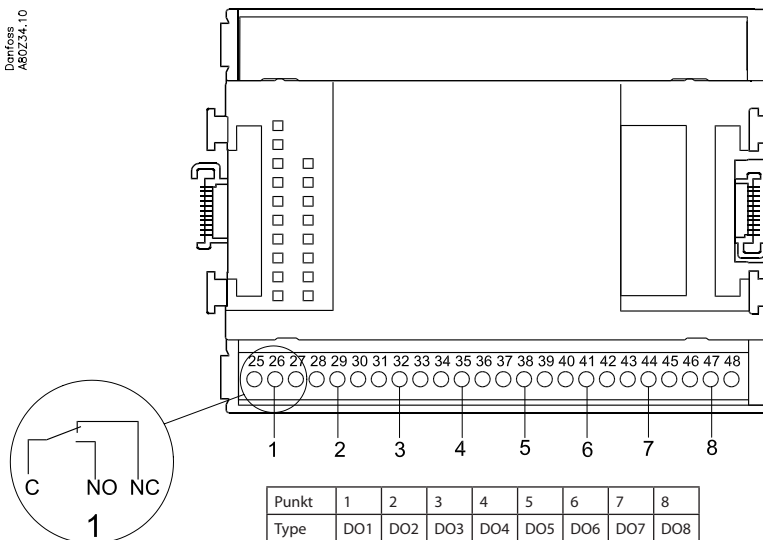 Danfoss
A80Z34.10
25 26 27 28 29 30 31 32 33 34 35 36 37 38 39 40 41 42 43 44 45 46 47 48
1 2 3 4 5 6 7 8
C NO NC
1
Punkt 1 2 3 4 5 6 7 8
Type DO1 DO2 DO3 DO4 DO5 DO6 DO7 DO8